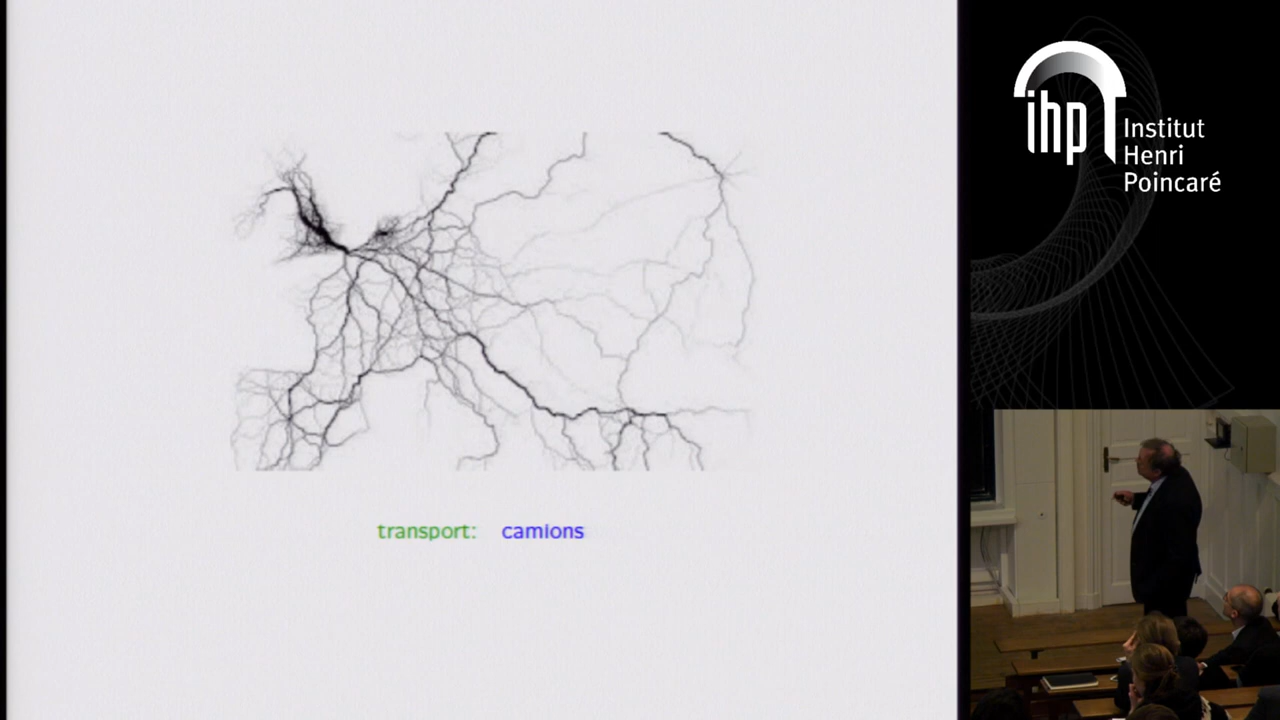 transport: camions
ihp
Institut
Henri
Poincaré